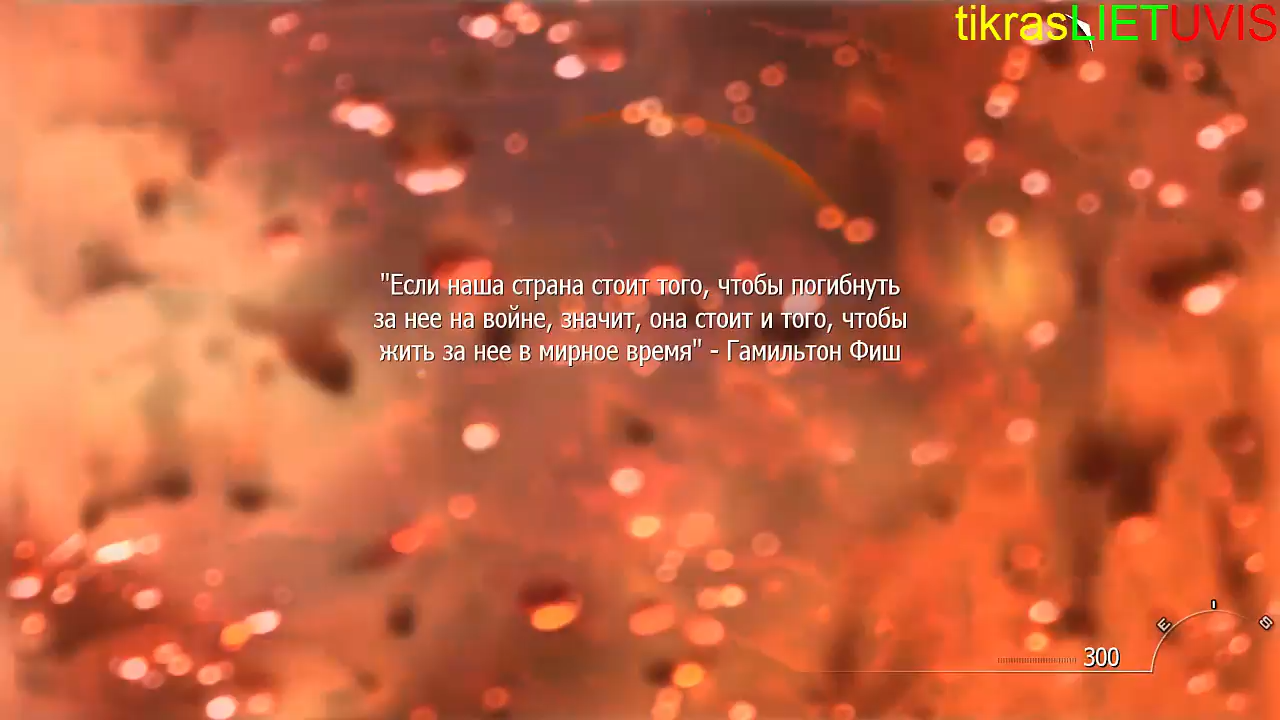 tikrasLIETUVIS
"Если наша страна стоит того, чтобы погибнуть
за нее на войне, значит, она стоит и того, чтобы
жить за нее в мирное время" - Гамильтон Фиш
300
E
S